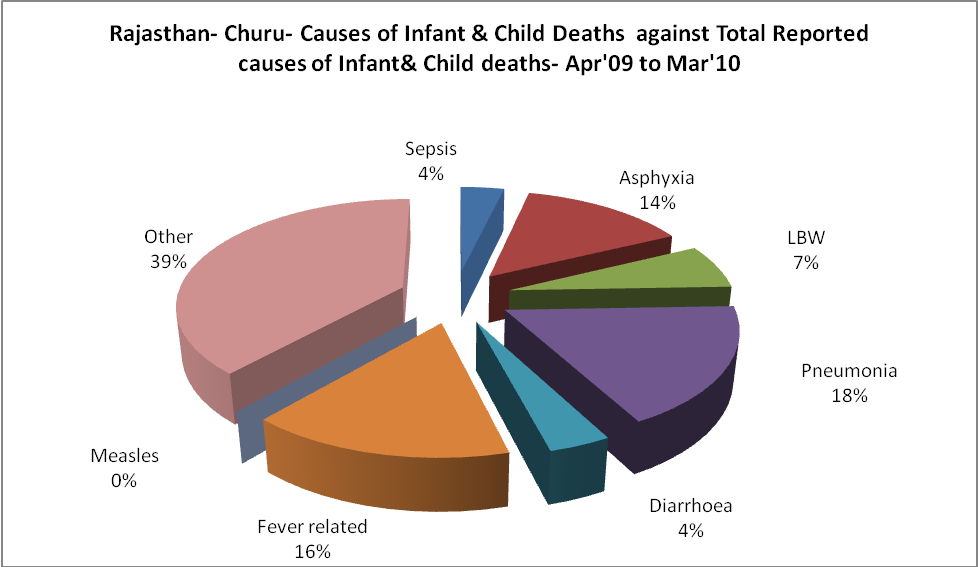 Rajasthan- Churu- Causes of Infant & Child Deaths against Total Reported
causes of Infant& Child deaths- Apr'09 to Mar'10
Sepsis
4%
Asphyxia
14%
LBW
7%
Pneumonia
18%
Diarrhoea
4%
Fever related
16%
Measles
0%
Other
39%